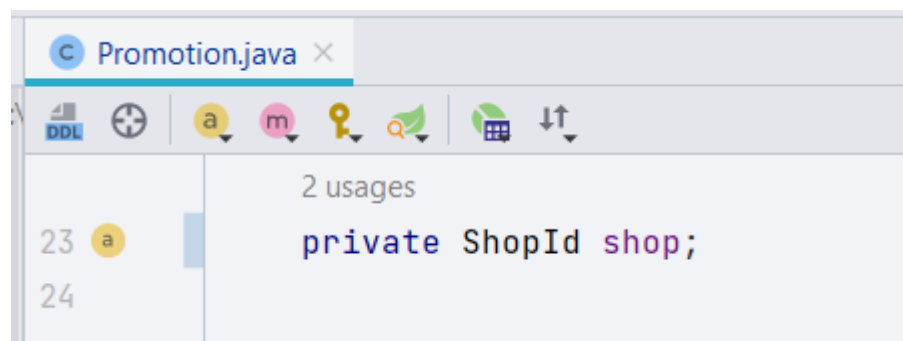 C Promotion.java
DDL a m
2 usages
23 a private ShopId shop;
24